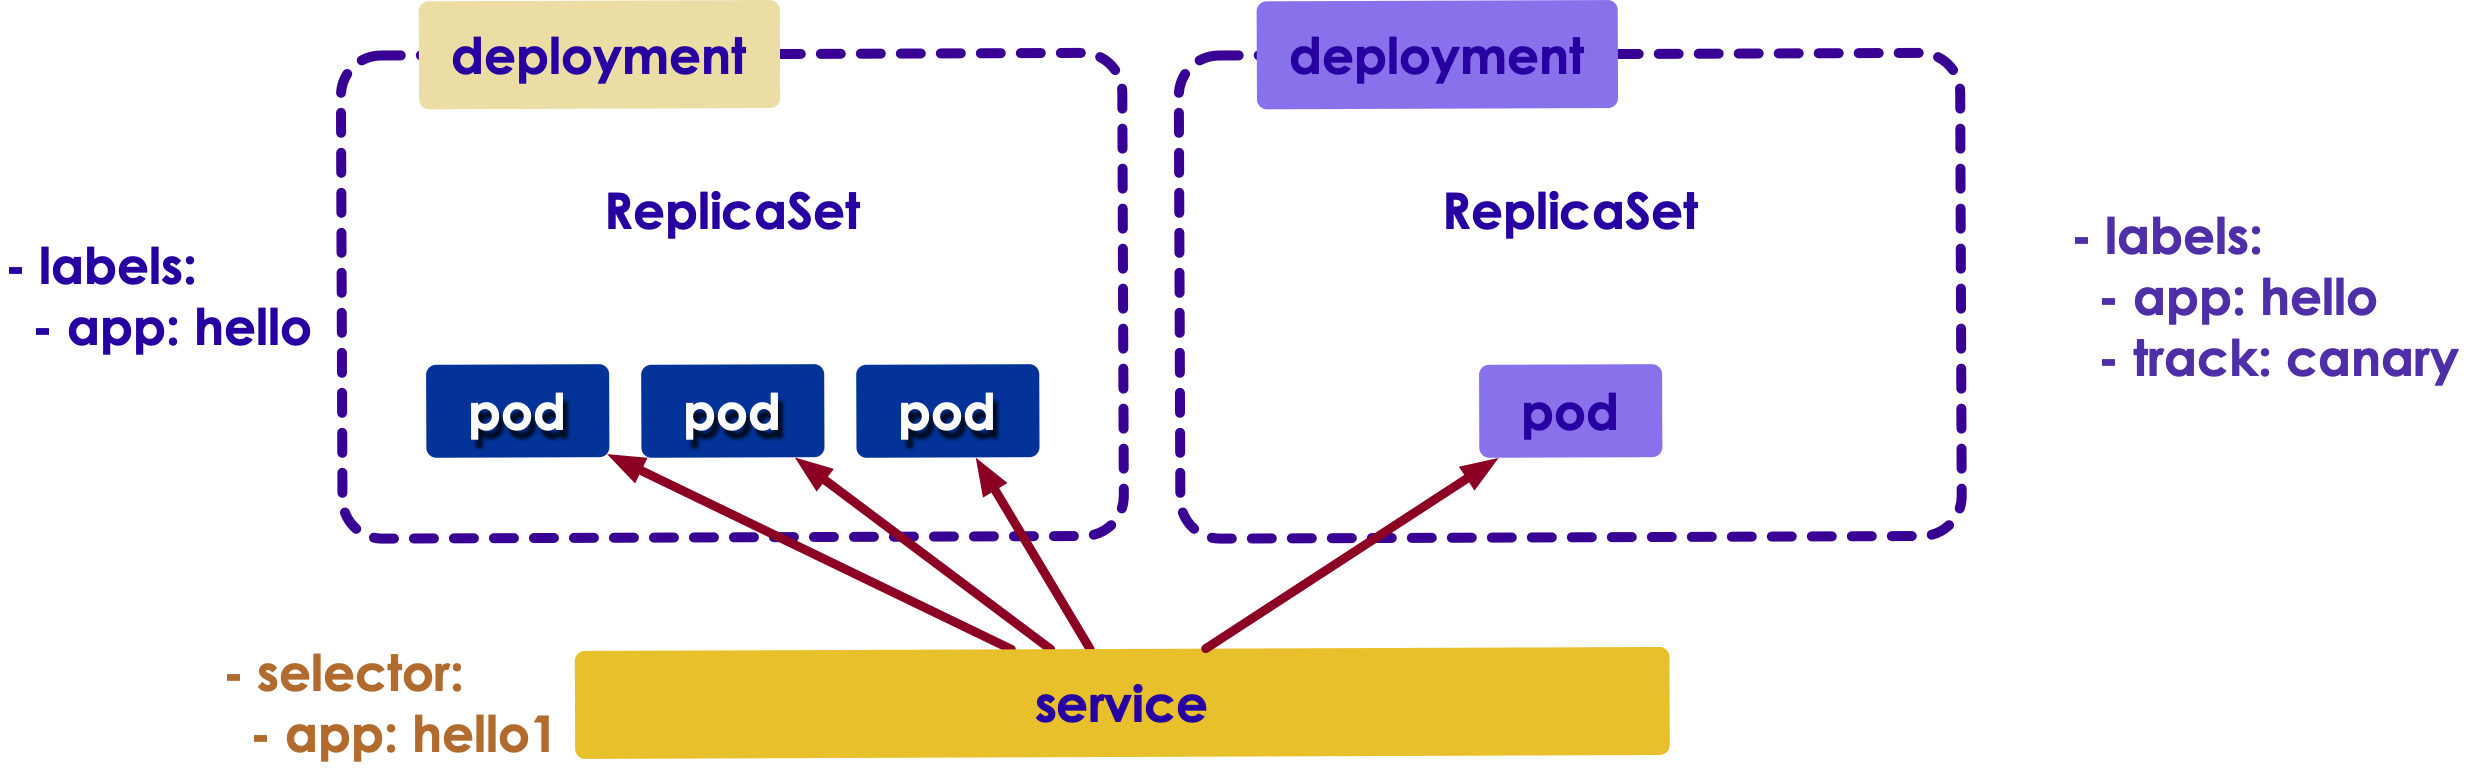 deployment
deployment
ReplicaSet
ReplicaSet
- labels:
- app: hello
- labels:
- app: hello
- track: canary
pod
pod
pod
pod
- selector:
- app: hello1
service